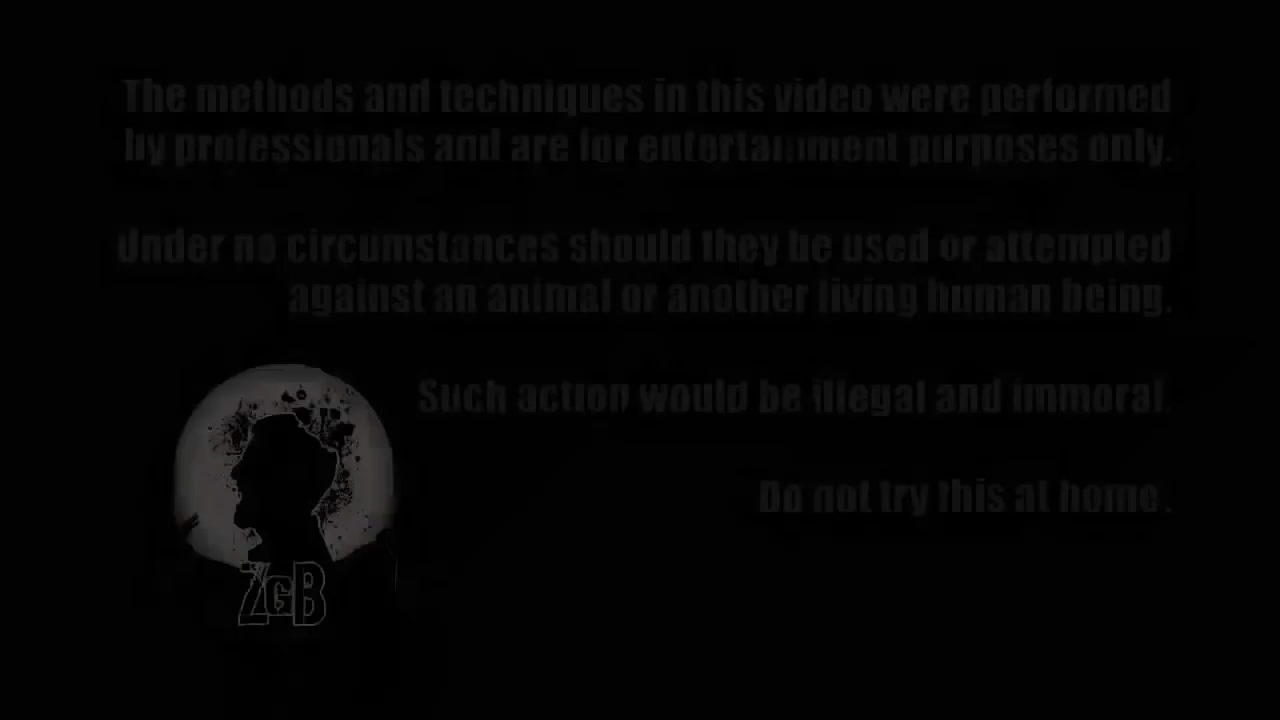 The methods and techniques in this video were performed
by professionals and are for entertainment purposes only.
Under no circumstances should they be used or attempted
against an animal or another living human being.
Such action would be illegal and immoral.
Do not try this at home.
ZGB